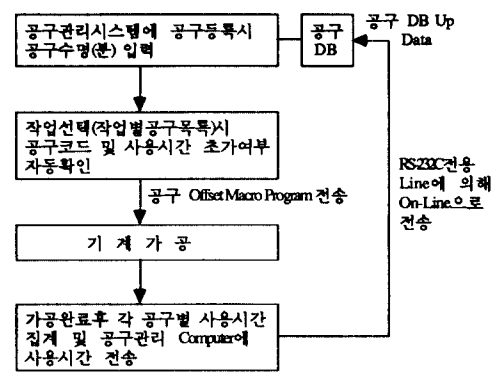 공구관리시스템에 공구등록시
공구수명(분) 입력
공구
DB
공구 DB Up
Data
작업선택(작업별공구목록)시
공구코드 및 사용시간 초가여부
자동확인
공구 Offset Macro Program 전송
RS-232C전용
Line에 의해
On-Line으로
전송
기 계 가 공
가공완료후 각 공구별 사용시간
집계 및 공구관리 Computer에
사용시간 전송